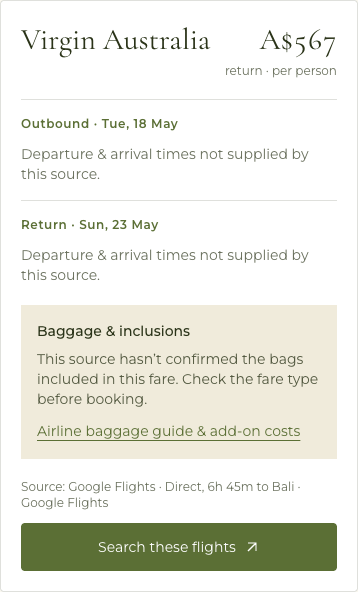 Virgin Australia A$567
return · per person
Outbound · Tue, 18 May
Departure & arrival times not supplied by
this source.
Return · Sun, 23 May
Departure & arrival times not supplied by
this source.
Baggage & inclusions
This source hasn’t confirmed the bags
included in this fare. Check the fare type
before booking.
Airline baggage guide & add-on costs
Source: Google Flights · Direct, 6h 45m to Bali ·
Google Flights
Search these flights ↗